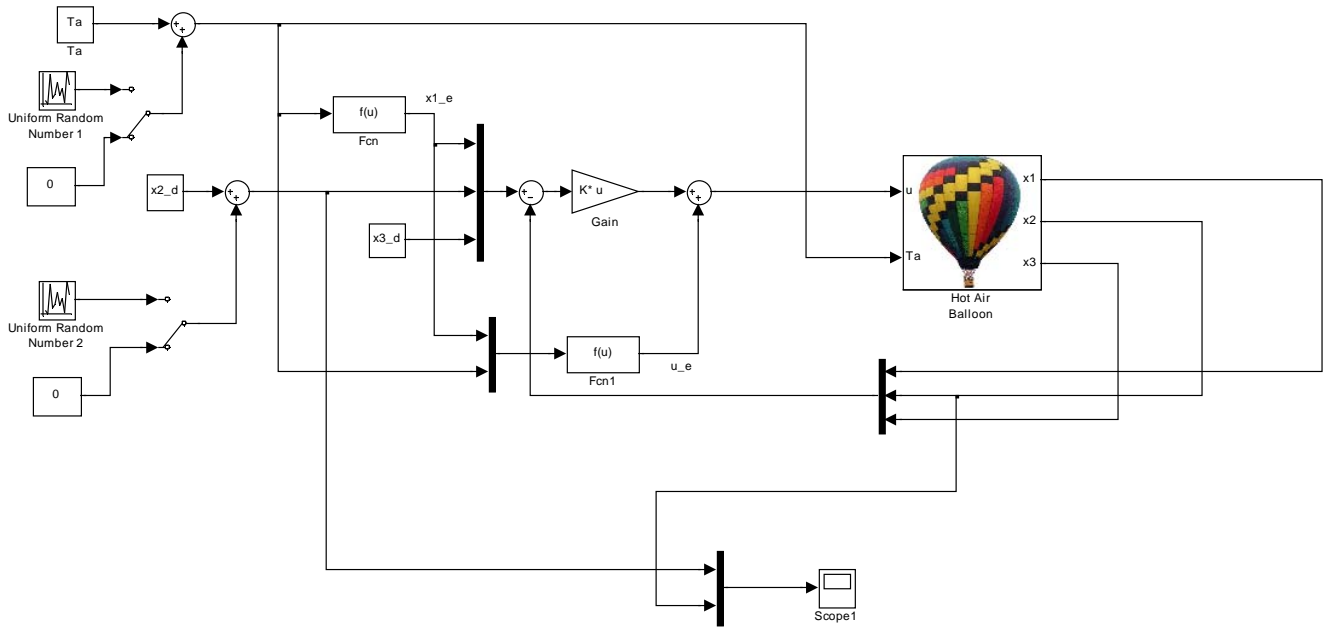 Ta
Ta
Uniform Random
Number 1
0
f(u)
Fcn
x1_e
x2_d
x3_d
K* u
Gain
u
Ta
x1
x2
x3
Hot Air
Balloon
Uniform Random
Number 2
0
f(u)
Fcn1
u_e
Scope1